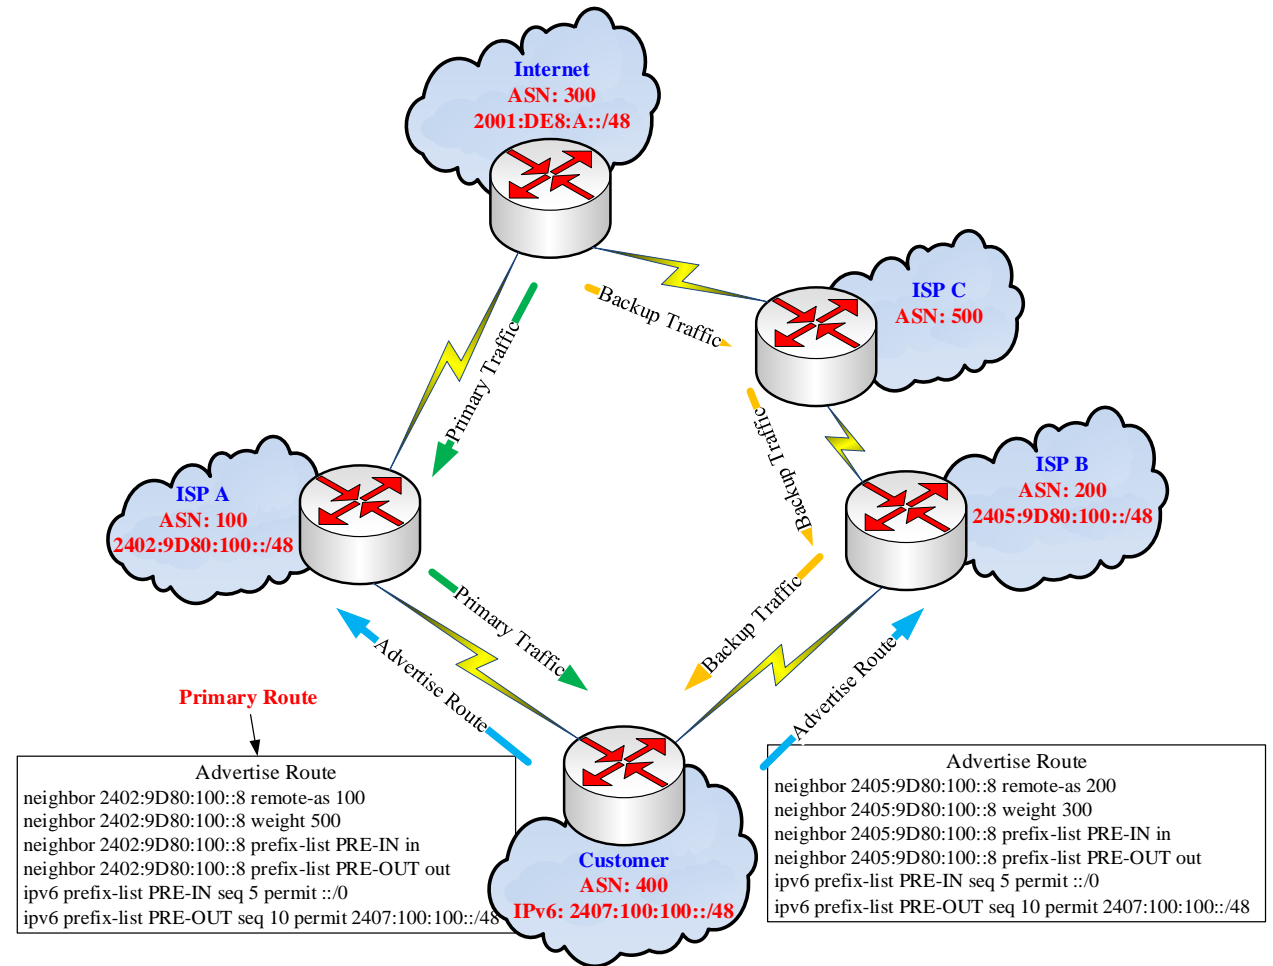 Internet
ASN: 300
2001:DE8:A::/48
ISP C
ASN: 500
Backup Traffic
Primary Traffic
Backup Traffic
ISP A
ASN: 100
2402:9D80:100::/48
ISP B
ASN: 200
2405:9D80:100::/48
Primary Traffic
Backup Traffic
Advertise Route
Advertise Route
Primary Route
Advertise Route
neighbor 2402:9D80:100::8 remote-as 100
neighbor 2402:9D80:100::8 weight 500
neighbor 2402:9D80:100::8 prefix-list PRE-IN in
neighbor 2402:9D80:100::8 prefix-list PRE-OUT out
ipv6 prefix-list PRE-IN seq 5 permit ::/0
ipv6 prefix-list PRE-OUT seq 10 permit 2407:100:100::/48
Customer
ASN: 400
IPv6: 2407:100:100::/48
Advertise Route
neighbor 2405:9D80:100::8 remote-as 200
neighbor 2405:9D80:100::8 weight 300
neighbor 2405:9D80:100::8 prefix-list PRE-IN in
neighbor 2405:9D80:100::8 prefix-list PRE-OUT out
ipv6 prefix-list PRE-IN seq 5 permit ::/0
ipv6 prefix-list PRE-OUT seq 10 permit 2407:100:100::/48